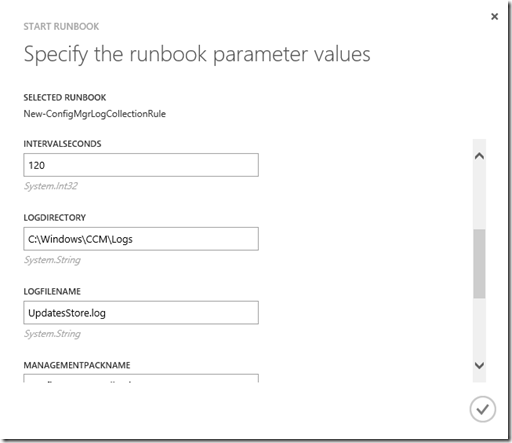 START RUNBOOK
Specify the runbook parameter values
SELECTED RUNBOOK
New-ConfigMgrLogCollectionRule
INTERVALSECONDS
120
System.Int32
LOGDIRECTORY
C:\Windows\CCM\Logs
System.String
LOGFILENAME
UpdatesStore.log
System.String
MANAGEMENTPACKNAME